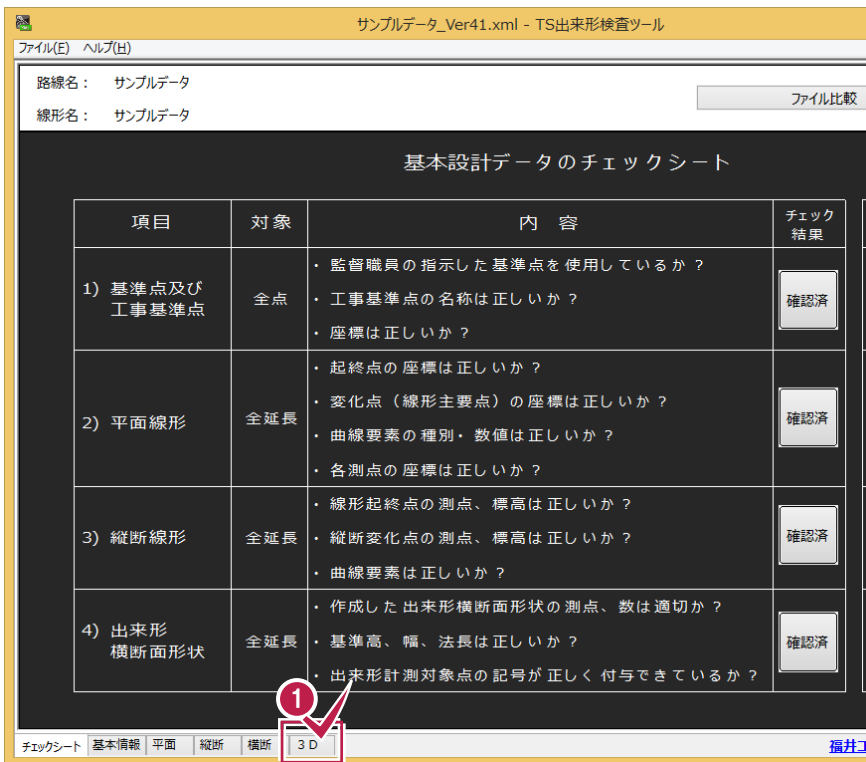 サンプルデータ_Ver41.xml - TS出来形検査ツール
ファイル(F) ヘルプ(H)
路線名： サンプルデータ
ファイル比較
線形名： サンプルデータ
基本設計データのチェックシート
項目 対象 内 容 チェック
結果
1) 基準点及び
工事基準点
全点
・ 監督職員の指示した基準点を使用しているか？
・ 工事基準点の名称は正しいか？
・ 座標は正しいか？
確認済
2) 平面線形
全延長
・ 起終点の座標は正しいか？
・ 変化点（線形主要点）の座標は正しいか？
・ 曲線要素の種別・数値は正しいか？
・ 各測点の座標は正しいか？
確認済
3) 縦断線形
全延長
・ 線形起終点の測点、標高は正しいか？
・ 縦断変化点の測点、標高は正しいか？
・ 曲線要素は正しいか？
確認済
4) 出来形
横断面形状
全延長
・ 作成した出来形横断面形状の測点、数は適切か？
・ 基準高、幅、法長は正しいか？
・ 出来形計測対象点の記号が正しく付与できているか？
確認済
1
チェックシート 基本情報 平面 縦断 横断 3D
福井